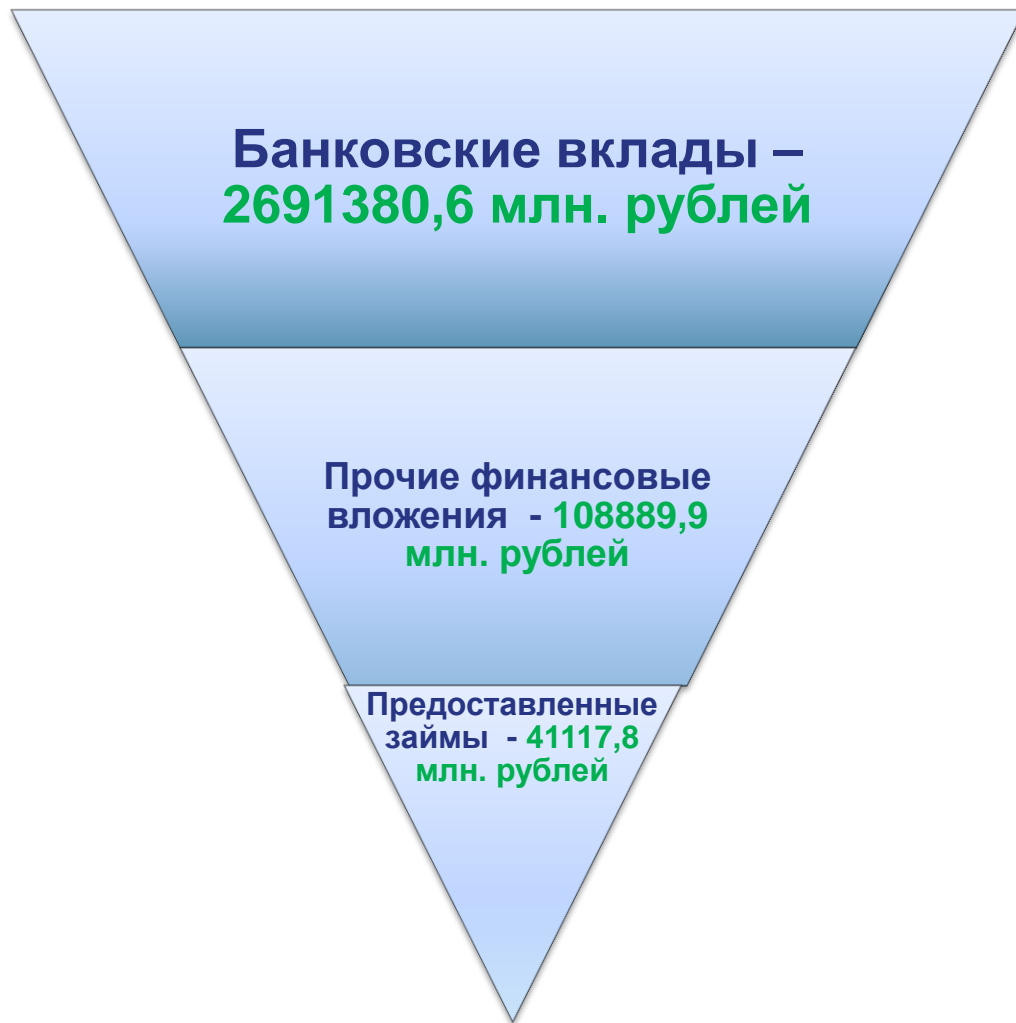 Банковские вклады –
2691380,6 млн. рублей
Прочие финансовые
вложения  - 108889,9
млн. рублей
Предоставленные
займы  - 41117,8
млн. рублей